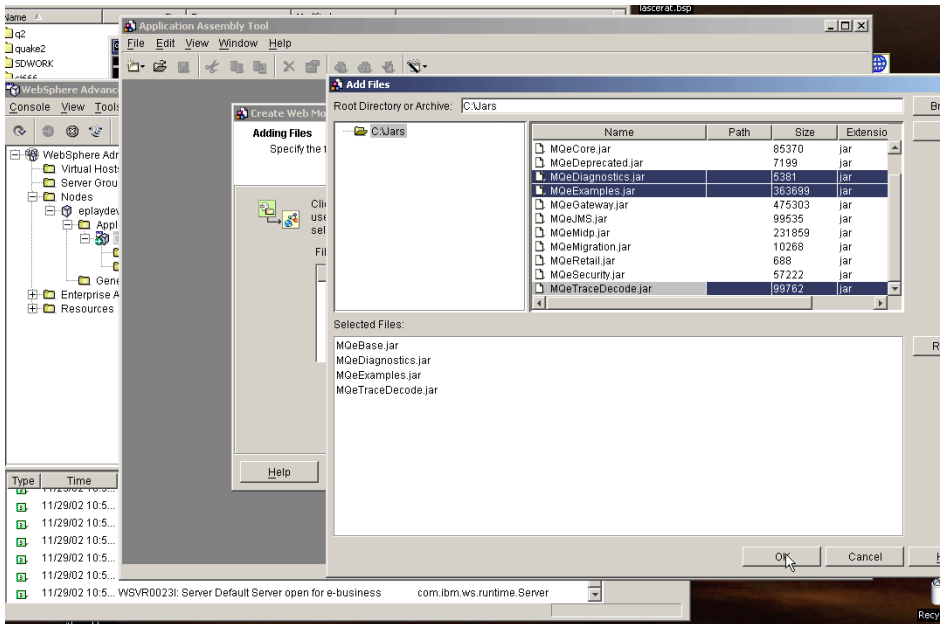 lascerat.bsp
Name
q2
quake2
SDWORK
Application Assembly Tool
File Edit View Window Help
WebSphere Advanc
Console View Tools
WebSphere Adr
Virtual Host
Server Grou
Nodes
eplaydev
Appl
Gene
Enterprise A
Resources
Create Web Mo
Adding Files
Specify the f
Clic
use
sel
Fil
Help
Add Files
Root Directory or Archive: C:\Jars
Br
C:\Jars
Name Path Size Extensio
MQeCore.jar 85370 jar
MQeDeprecated.jar 7199 jar
MQeDiagnostics.jar 5381 jar
MQeExamples.jar 363699 jar
MQeGateway.jar 475303 jar
MQeJMS.jar 99535 jar
MQeMidp.jar 231859 jar
MQeMigration.jar 10268 jar
MQeRetail.jar 688 jar
MQeSecurity.jar 57222 jar
MQeTraceDecode.jar 99762 jar
Selected Files:
R
MQeBase.jar
MQeDiagnostics.jar
MQeExamples.jar
MQeTraceDecode.jar
OK Cancel H
Type Time
11/29/02 10:5...
11/29/02 10:5...
11/29/02 10:5...
11/29/02 10:5...
11/29/02 10:5...
11/29/02 10:5... WSVR0023I: Server Default Server open for e-business com.ibm.ws.runtime.Server
Recy